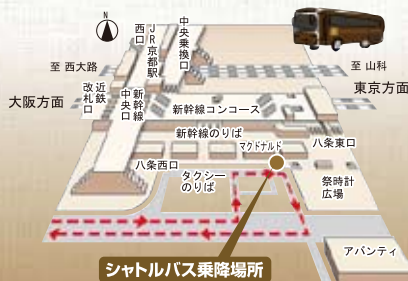 N
中央乗換口
JR京都駅
西口
至 西大路
至 山科
大阪方面
東京方面
近鉄
改札口
新幹線
中央口
新幹線コンコース
新幹線のりば
マクドナルド
八条東口
八条西口
タクシー
のりば
祭時計
広場
アバンティ
シャトルバス乗降場所